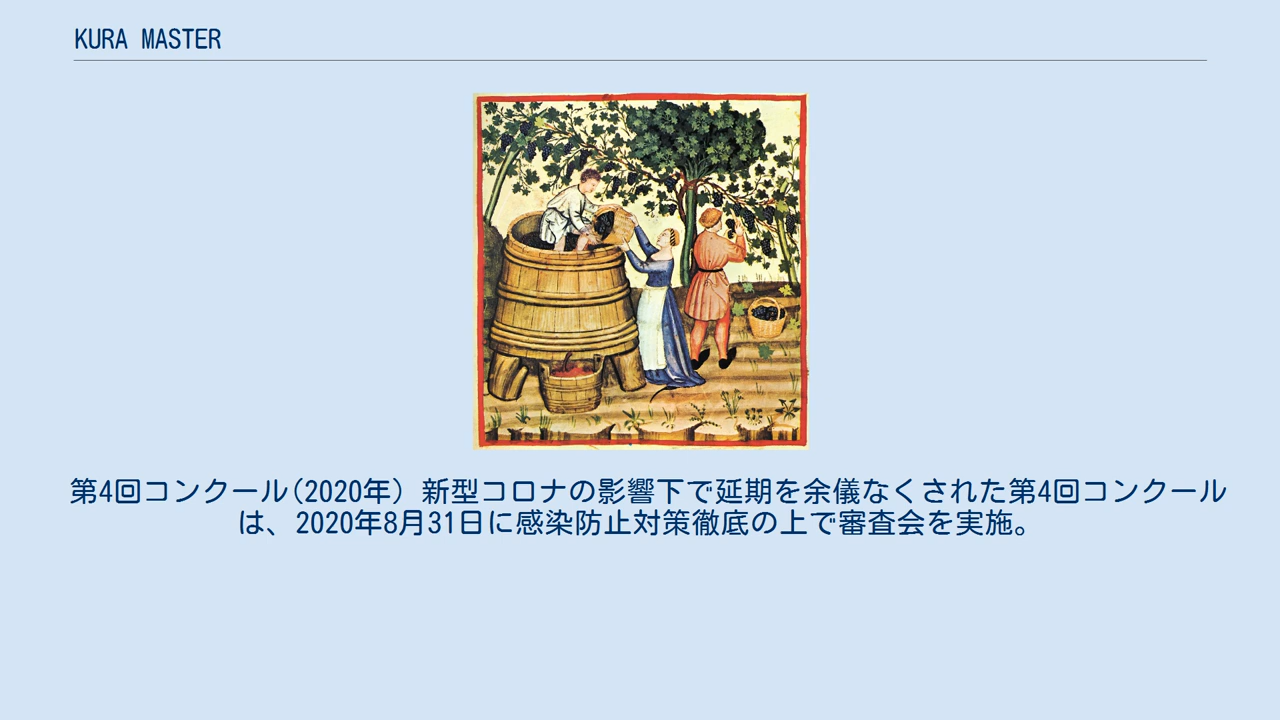 KURA MASTER
第4回コンクール(2020年) 新型コロナの影響下で延期を余儀なくされた第4回コンクール
は、2020年8月31日に感染防止対策徹底の上で審査会を実施。